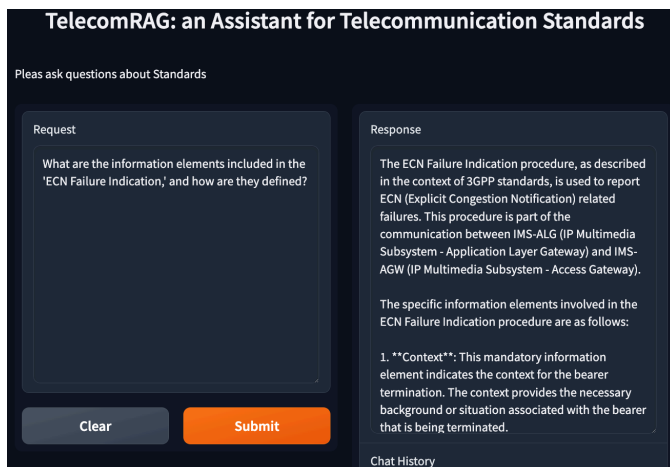 TelecomRAG: an Assistant for Telecommunication Standards
Pleas ask questions about Standards
Request
What are the information elements included in the
'ECN Failure Indication,' and how are they defined?
Clear
Submit
Response
The ECN Failure Indication procedure, as described
in the context of 3GPP standards, is used to report
ECN (Explicit Congestion Notification) related
failures. This procedure is part of the
communication between IMS-ALG (IP Multimedia
Subsystem - Application Layer Gateway) and IMS-
AGW (IP Multimedia Subsystem - Access Gateway).
The specific information elements involved in the
ECN Failure Indication procedure are as follows:
1. **Context**: This mandatory information
element indicates the context for the bearer
termination. The context provides the necessary
background or situation associated with the bearer
that is being terminated.
Chat History